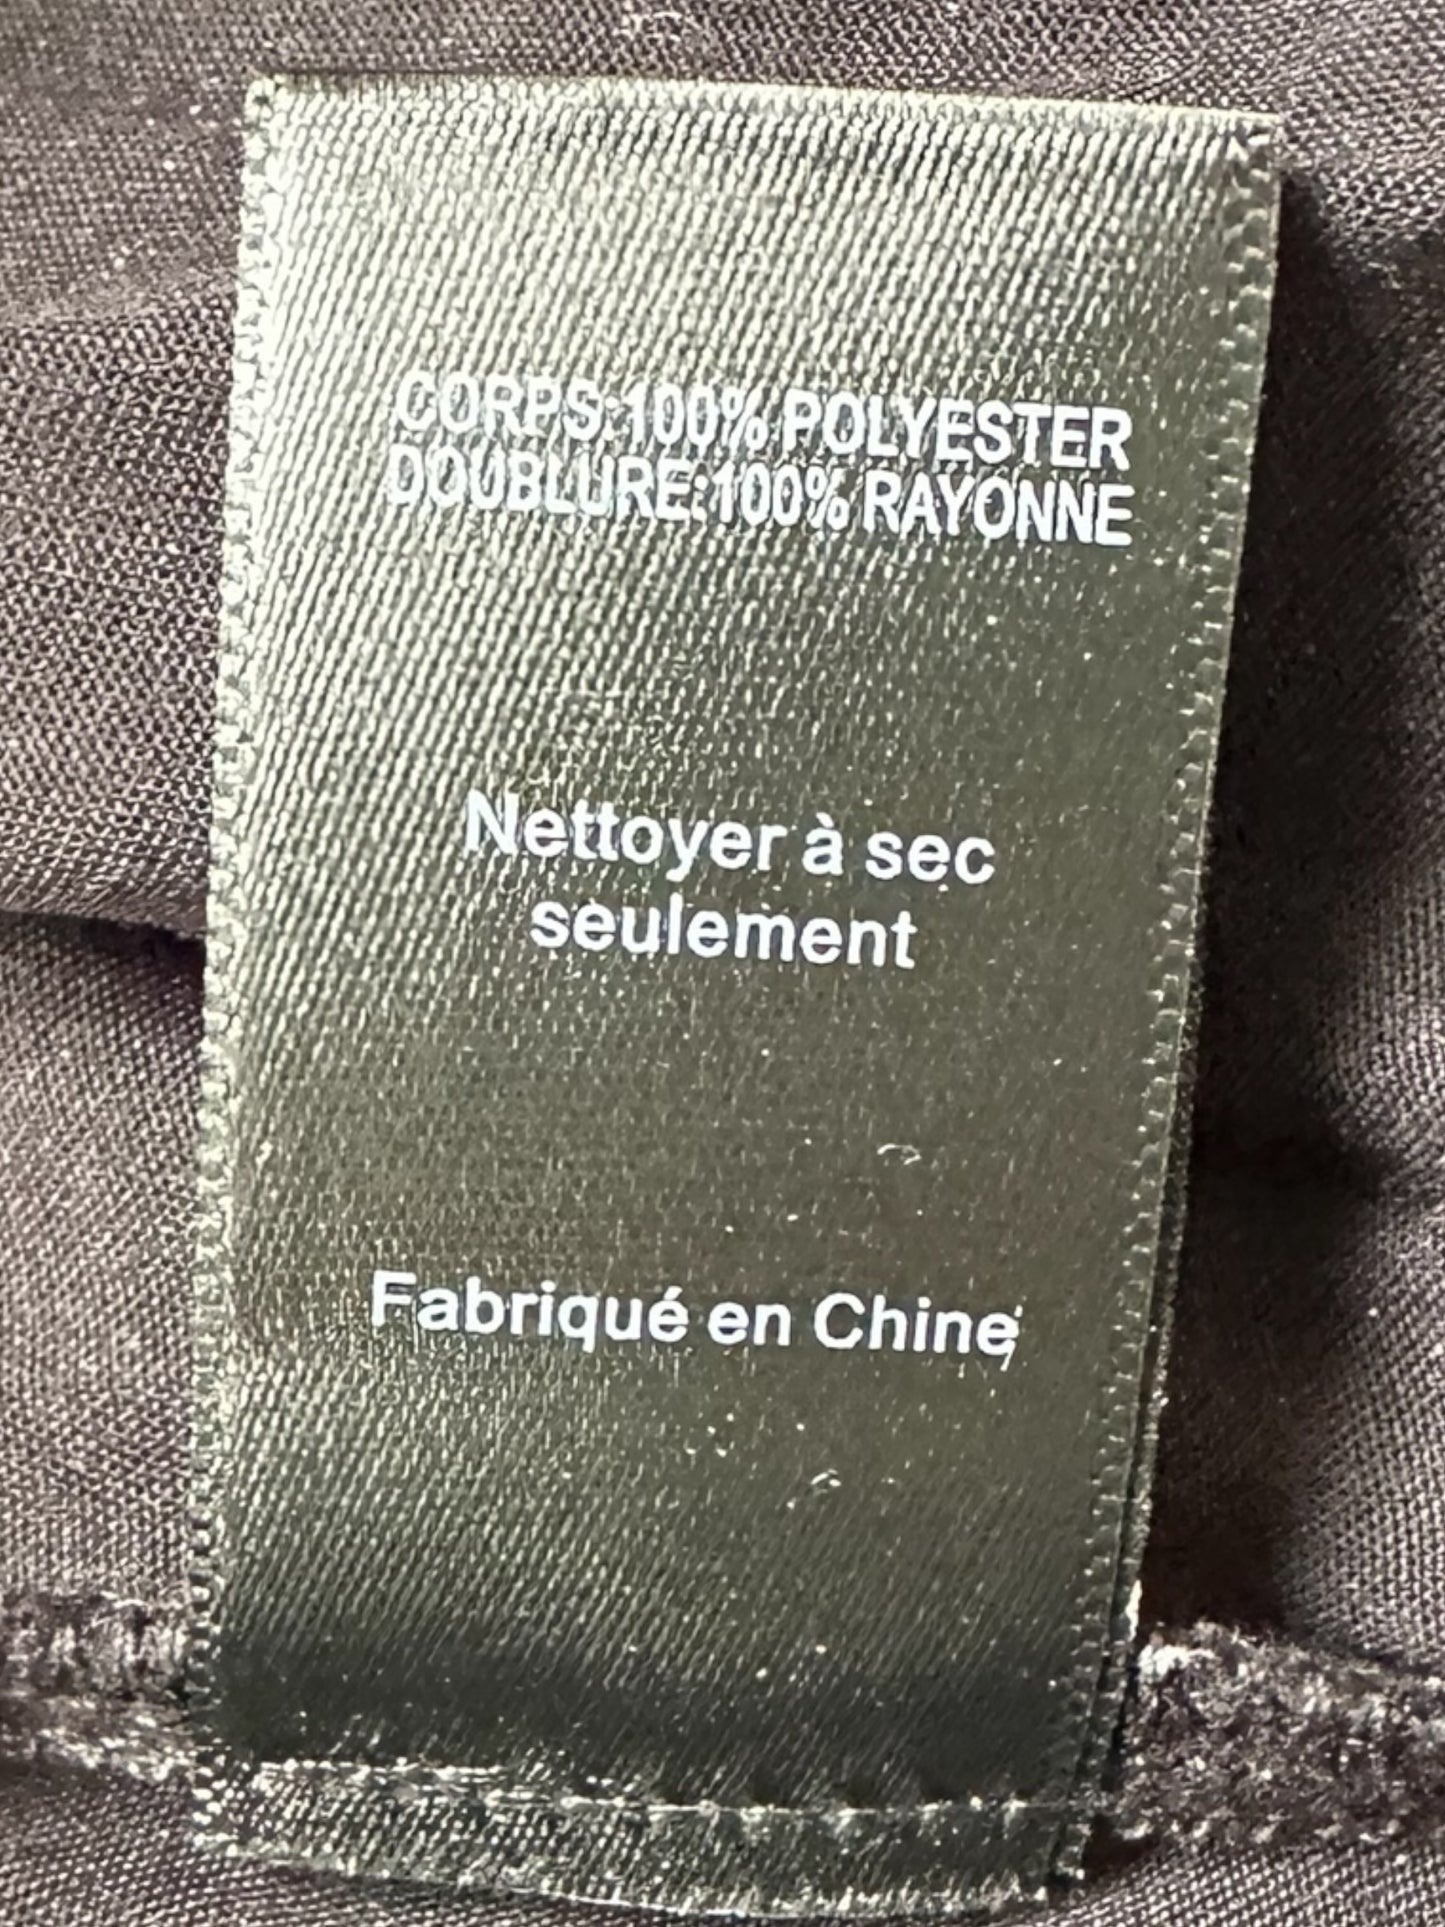 CORPS:100% POLYESTER
DOUBLURE:100% RAYONNE
Nettoyer à sec
seulement
Fabriqué en Chine